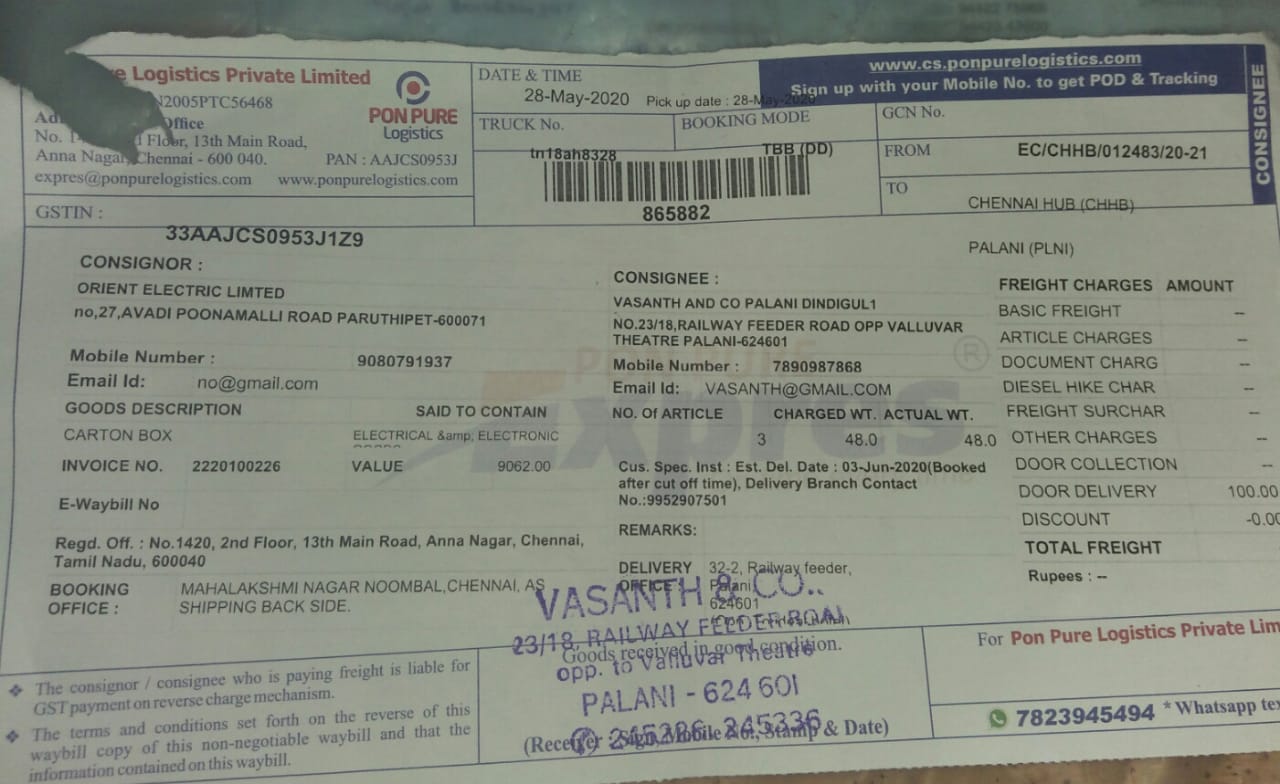 re Logistics Private Limited
N2005PTC56468
Office
No. Floor, 13th Main Road,
Anna Nagar, Chennai - 600 040. PAN : AAJCS0953J
expres@ponpurelogistics.com www.ponpurelogistics.com
PON PURE
Logistics
GSTIN :
33AAJCS0953J1Z9
DATE & TIME
28-May-2020 Pick up date : 28-May-2020
TRUCK No.
tn18ah8328
BOOKING MODE
TBB (DD)
865882
www.cs.ponpurelogistics.com
Sign up with your Mobile No. to get POD & Tracking
CONSIGNEE
GCN No.
FROM EC/CHHB/012483/20-21
TO
CHENNAI HUB (CHHB)
PALANI (PLNI)
CONSIGNOR :
ORIENT ELECTRIC LIMTED
no,27,AVADI POONAMALLI ROAD PARUTHIPET-600071
Mobile Number : 9080791937
Email Id: no@gmail.com
GOODS DESCRIPTION SAID TO CONTAIN
CARTON BOX ELECTRICAL &amp; ELECTRONIC
INVOICE NO. 2220100226 VALUE 9062.00
E-Waybill No
Regd. Off. : No.1420, 2nd Floor, 13th Main Road, Anna Nagar, Chennai,
Tamil Nadu, 600040
BOOKING OFFICE : MAHALAKSHMI NAGAR NOOMBAL,CHENNAI, AS
SHIPPING BACK SIDE.
CONSIGNEE :
VASANTH AND CO PALANI DINDIGUL1
NO.23/18,RAILWAY FEEDER ROAD OPP VALLUVAR
THEATRE PALANI-624601
Mobile Number : 7890987868
Email Id: VASANTH@GMAIL.COM
NO. Of ARTICLE CHARGED WT. ACTUAL WT.
3 48.0 48.0
Cus. Spec. Inst : Est. Del. Date : 03-Jun-2020(Booked
after cut off time), Delivery Branch Contact
No.:9952907501
REMARKS:
DELIVERY OFFICE 32-2, Railway feeder,
Palani
624601
FREIGHT CHARGES AMOUNT
BASIC FREIGHT --
ARTICLE CHARGES --
DOCUMENT CHARG --
DIESEL HIKE CHAR --
FREIGHT SURCHAR --
OTHER CHARGES --
DOOR COLLECTION --
DOOR DELIVERY 100.00
DISCOUNT -0.00
TOTAL FREIGHT
Rupees : --
PON PURE
Expres
®
VASANTH & CO..
23/18, RAILWAY FEEDER ROAD
opp. to Valluvar Theatre
PALANI - 624 601
Goods received in good condition.
(Receiver Sign, Mobile No., Stamp & Date)
❖ The consignor / consignee who is paying freight is liable for
GST payment on reverse charge mechanism.
❖ The terms and conditions set forth on the reverse of this
waybill copy of this non-negotiable waybill and that the
information contained on this waybill.
For Pon Pure Logistics Private Lim
7823945494 * Whatsapp tex